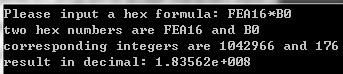 Please input a hex formula: FEA16*B0
two hex numbers are FEA16 and B0
corresponding integers are 1042966 and 176
result in decimal: 1.83562e+008